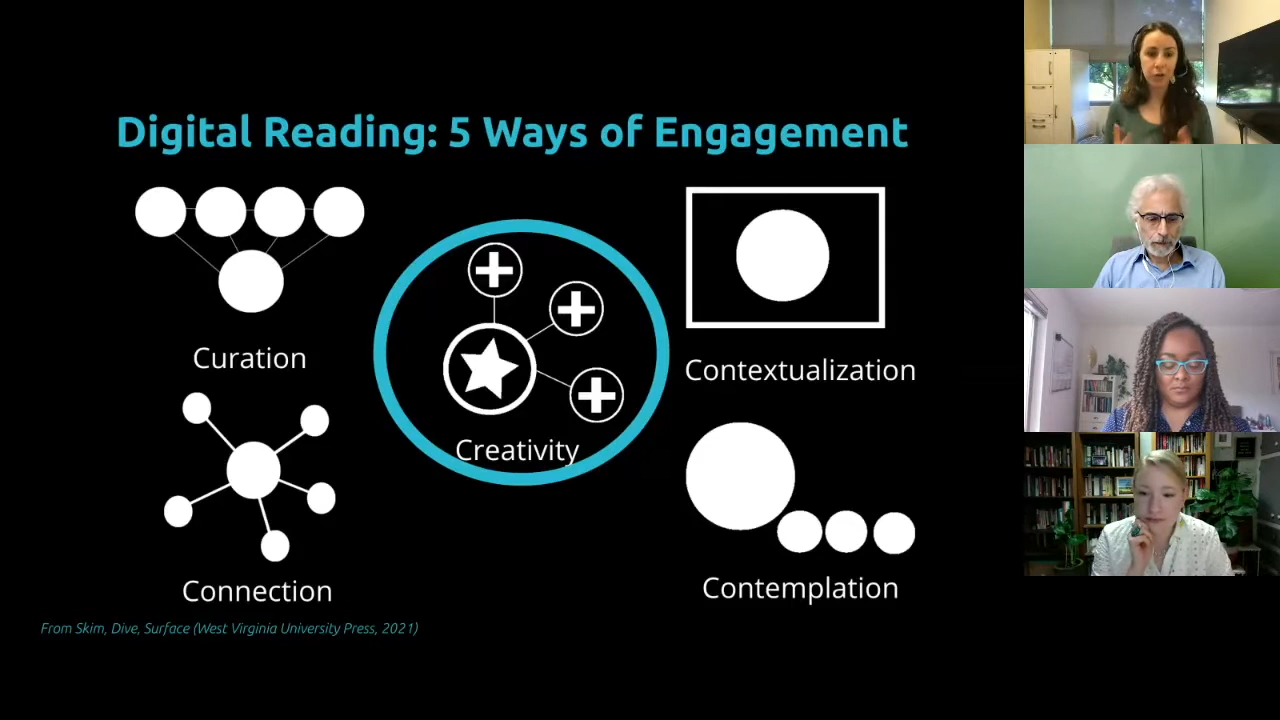 Digital Reading: 5 Ways of Engagement
Curation
Creativity
Contextualization
Connection
Contemplation
From Skim, Dive, Surface (West Virginia University Press, 2021)